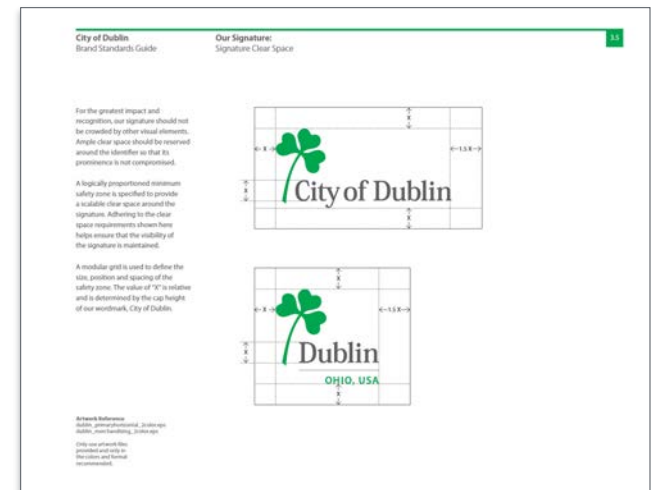 City of Dublin
Brand Standards Guide
Our Signature:
Signature Clear Space
3.5
For the greatest impact and
recognition, our signature should not
be crowded by other visual elements.
Ample clear space should be reserved
around the identifier so that its
prominence is not compromised.
A logically proportioned minimum
safety zone is specified to provide
a scalable clear space around the
signature. Adhering to the clear
space requirements shown here
helps ensure that the visibility of
the signature is maintained.
A modular grid is used to define the
size, position and spacing of the
safety zone. The value of "X" is relative
and is determined by the cap height
of our wordmark, City of Dublin.
X
X
1.5 X
X
City of Dublin
X
X
X
1.5 X
X
Dublin
OHIO, USA
X
Artwork Reference
dublin_primaryhorizontal_2color.eps
dublin_merchandising_2color.eps
Only use artwork files
provided and only in
the colors and format
recommended.